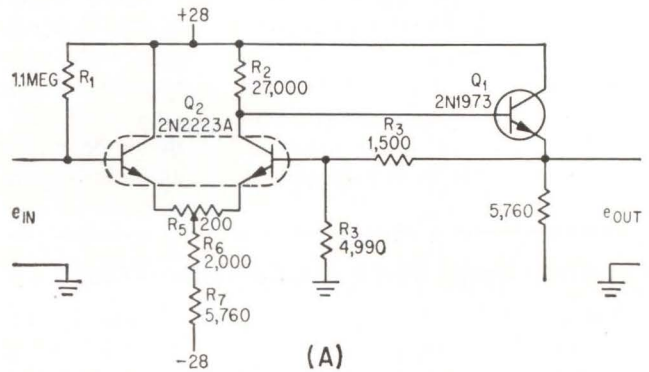 +28
1.1MEG
R1
R2
27,000
Q1
2N1973
Q2
2N2223A
R3
1,500
eIN
R5
200
R6
2,000
R7
5,760
-28
R3
4,990
5,760
eOUT
(A)